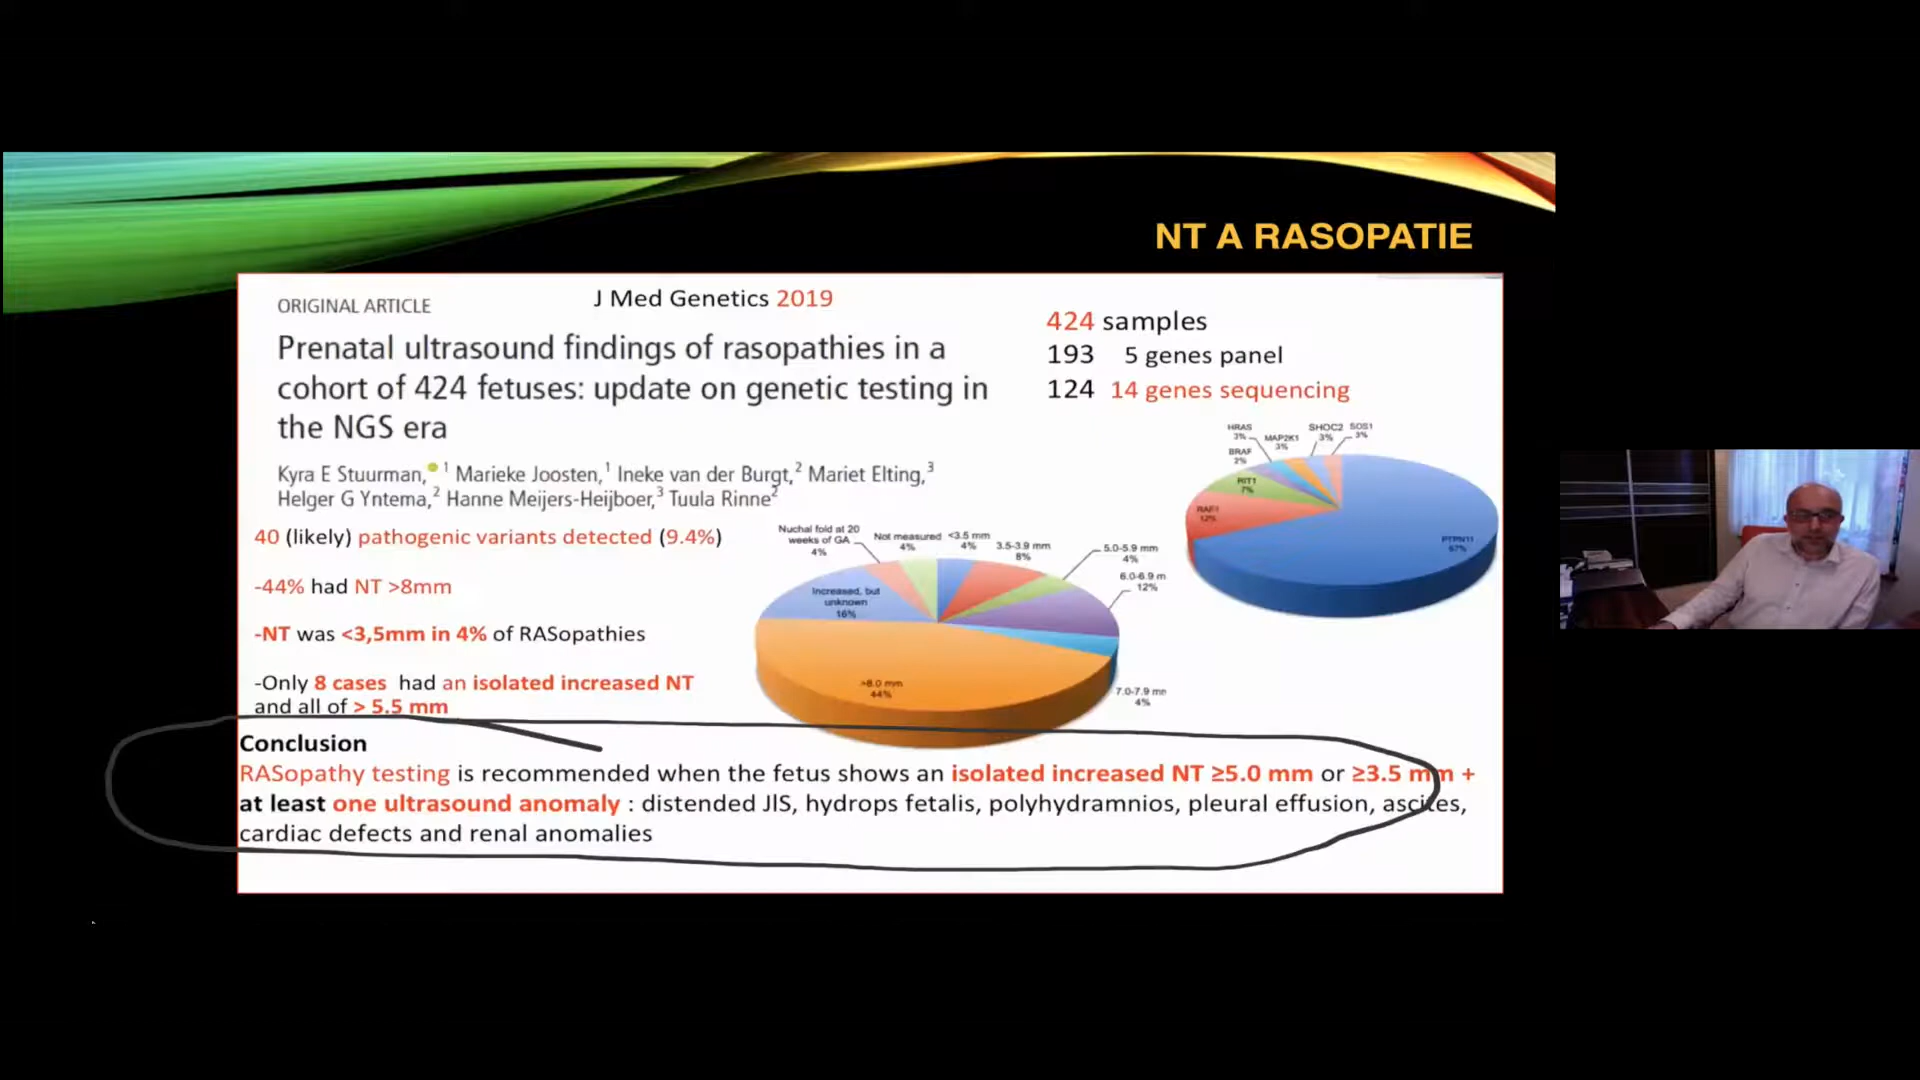 NT A RASOPATIE
ORIGINAL ARTICLE
J Med Genetics 2019
Prenatal ultrasound findings of rasopathies in a
cohort of 424 fetuses: update on genetic testing in
the NGS era
Kyra E Stuurman, 1 Marieke Joosten,1 Ineke van der Burgt,2 Mariet Elting,3
Helger G Yntema,2 Hanne Meijers-Heijboer,3 Tuula Rinne2
424 samples
193 5 genes panel
124 14 genes sequencing
HRAS
3%
MAP2K1
3%
SHOC2
3%
SOS1
3%
BRAF
2%
RIT1
7%
RAF1
12%
PTPN11
67%
40 (likely) pathogenic variants detected (9.4%)
-44% had NT >8mm
-NT was <3,5mm in 4% of RASopathies
-Only 8 cases had an isolated increased NT
and all of > 5.5 mm
Nuchal fold at 20
weeks of GA
4%
Not measured
4%
<3.5 mm
4%
3.5-3.9 mm
8%
5.0-5.9 mm
4%
6.0-6.9 m
12%
7.0-7.9 mm
4%
>8.0 mm
44%
Increased, but
unknown
16%
Conclusion
RASopathy testing is recommended when the fetus shows an isolated increased NT ≥5.0 mm or ≥3.5 mm +
at least one ultrasound anomaly : distended JlS, hydrops fetalis, polyhydramnios, pleural effusion, ascites,
cardiac defects and renal anomalies